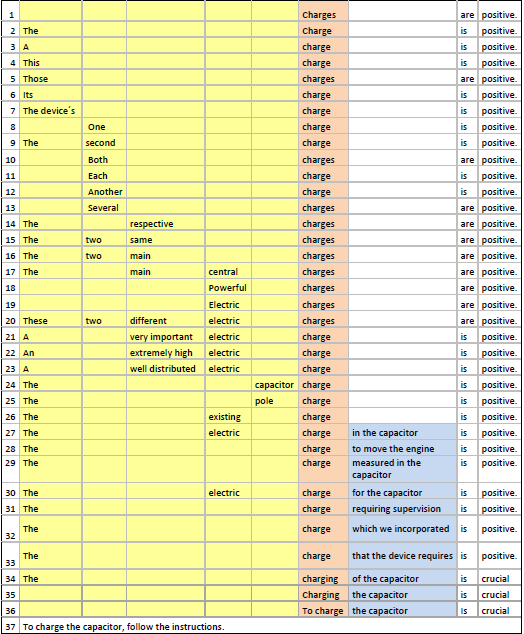 1 Charges are positive.
2 The Charge is positive.
3 A charge is positive.
4 This charge is positive.
5 Those charges are positive.
6 Its charge is positive.
7 The device´s charge is positive.
8 One charge is positive.
9 The second charge is positive.
10 Both charges are positive.
11 Each charge is positive.
12 Another charge is positive.
13 Several charges are positive.
14 The respective charges are positive.
15 The two same charges are positive.
16 The two main charges are positive.
17 The main central charges are positive.
18 Powerful charges are positive.
19 Electric charges are positive.
20 These two different electric charges are positive.
21 A very important electric charge is positive.
22 An extremely high electric charge is positive.
23 A well distributed electric charge is positive.
24 The capacitor charge is positive.
25 The pole charge is positive.
26 The existing charge is positive.
27 The electric charge in the capacitor is positive.
28 The charge to move the engine is positive.
29 The charge measured in the is positive.
capacitor
30 The electric charge for the capacitor is positive.
31 The charge requiring supervision is positive.
32 The charge which we incorporated is positive.
33 The charge that the device requires is positive.
34 The charging of the capacitor is crucial
35 Charging the capacitor is crucial
36 To charge the capacitor Is crucial
37 To charge the capacitor, follow the instructions.